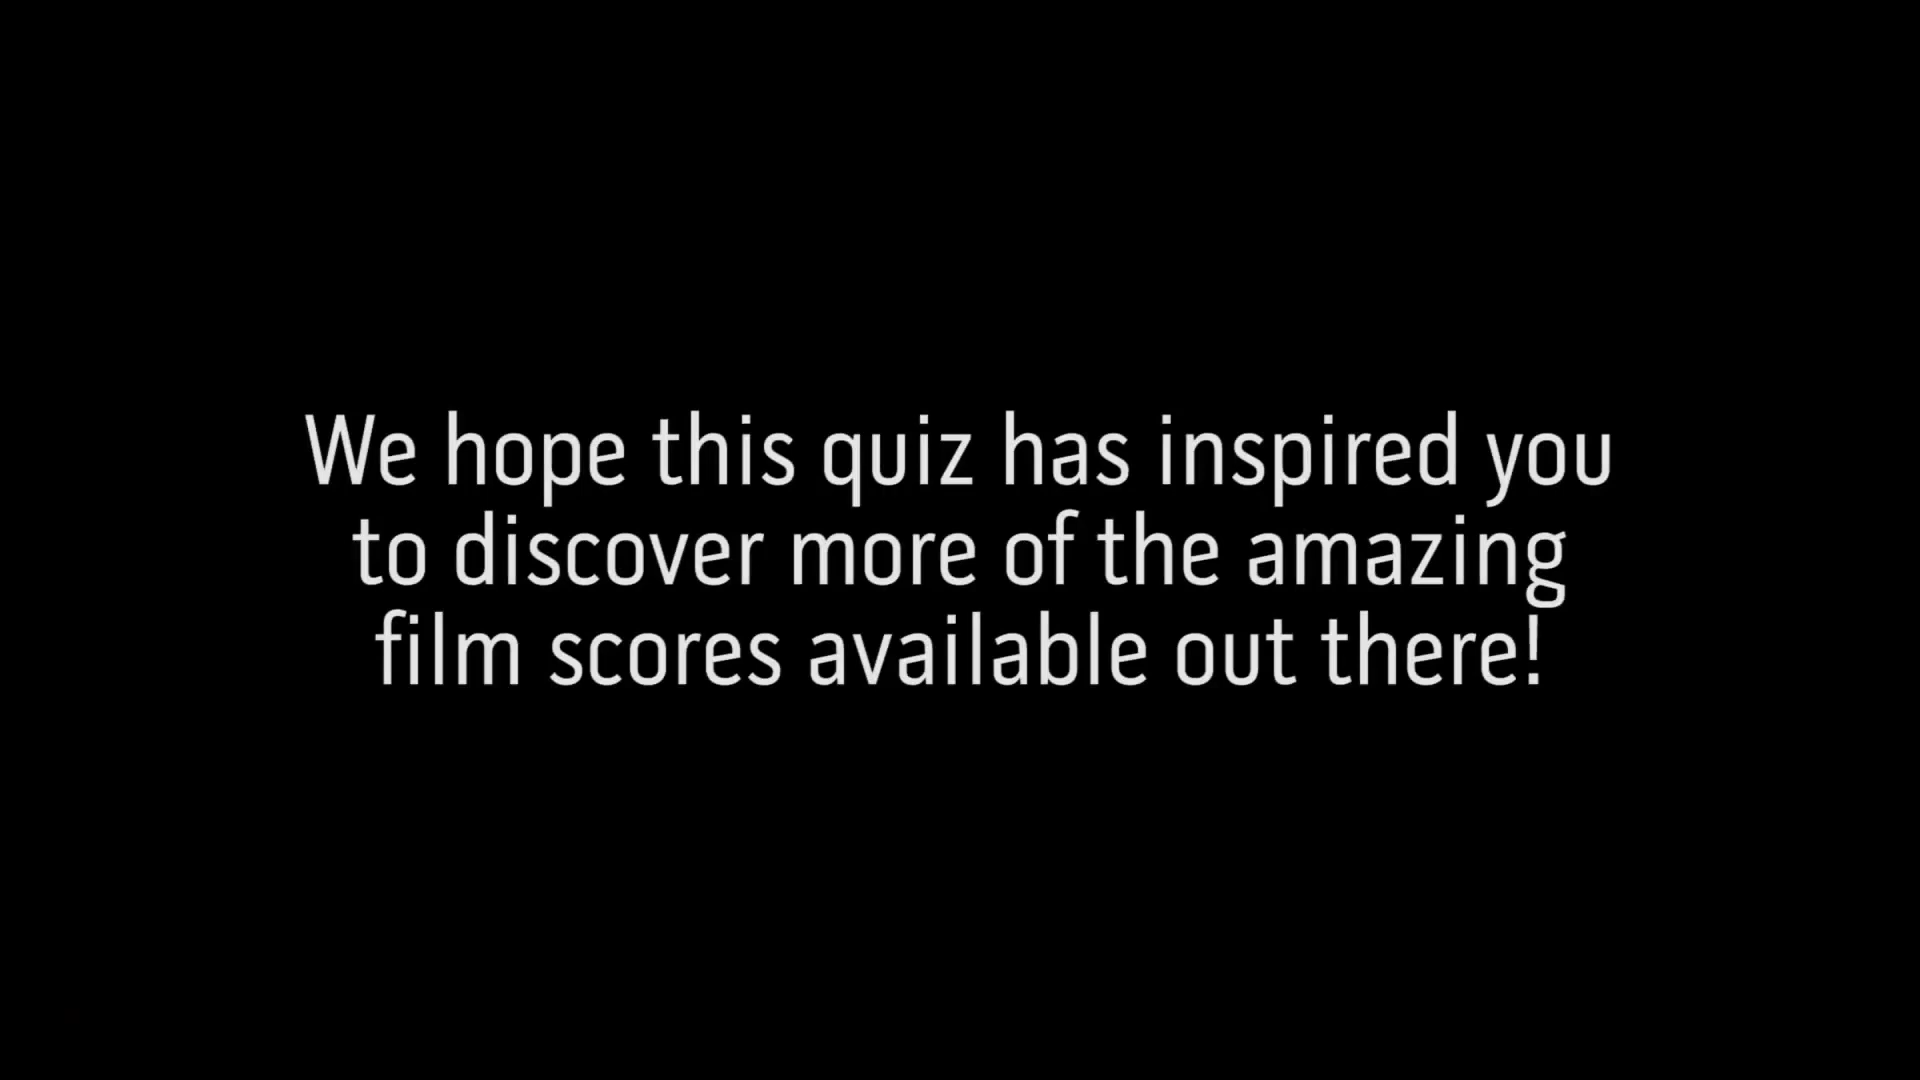 We hope this quiz has inspired you
to discover more of the amazing
film scores available out there!